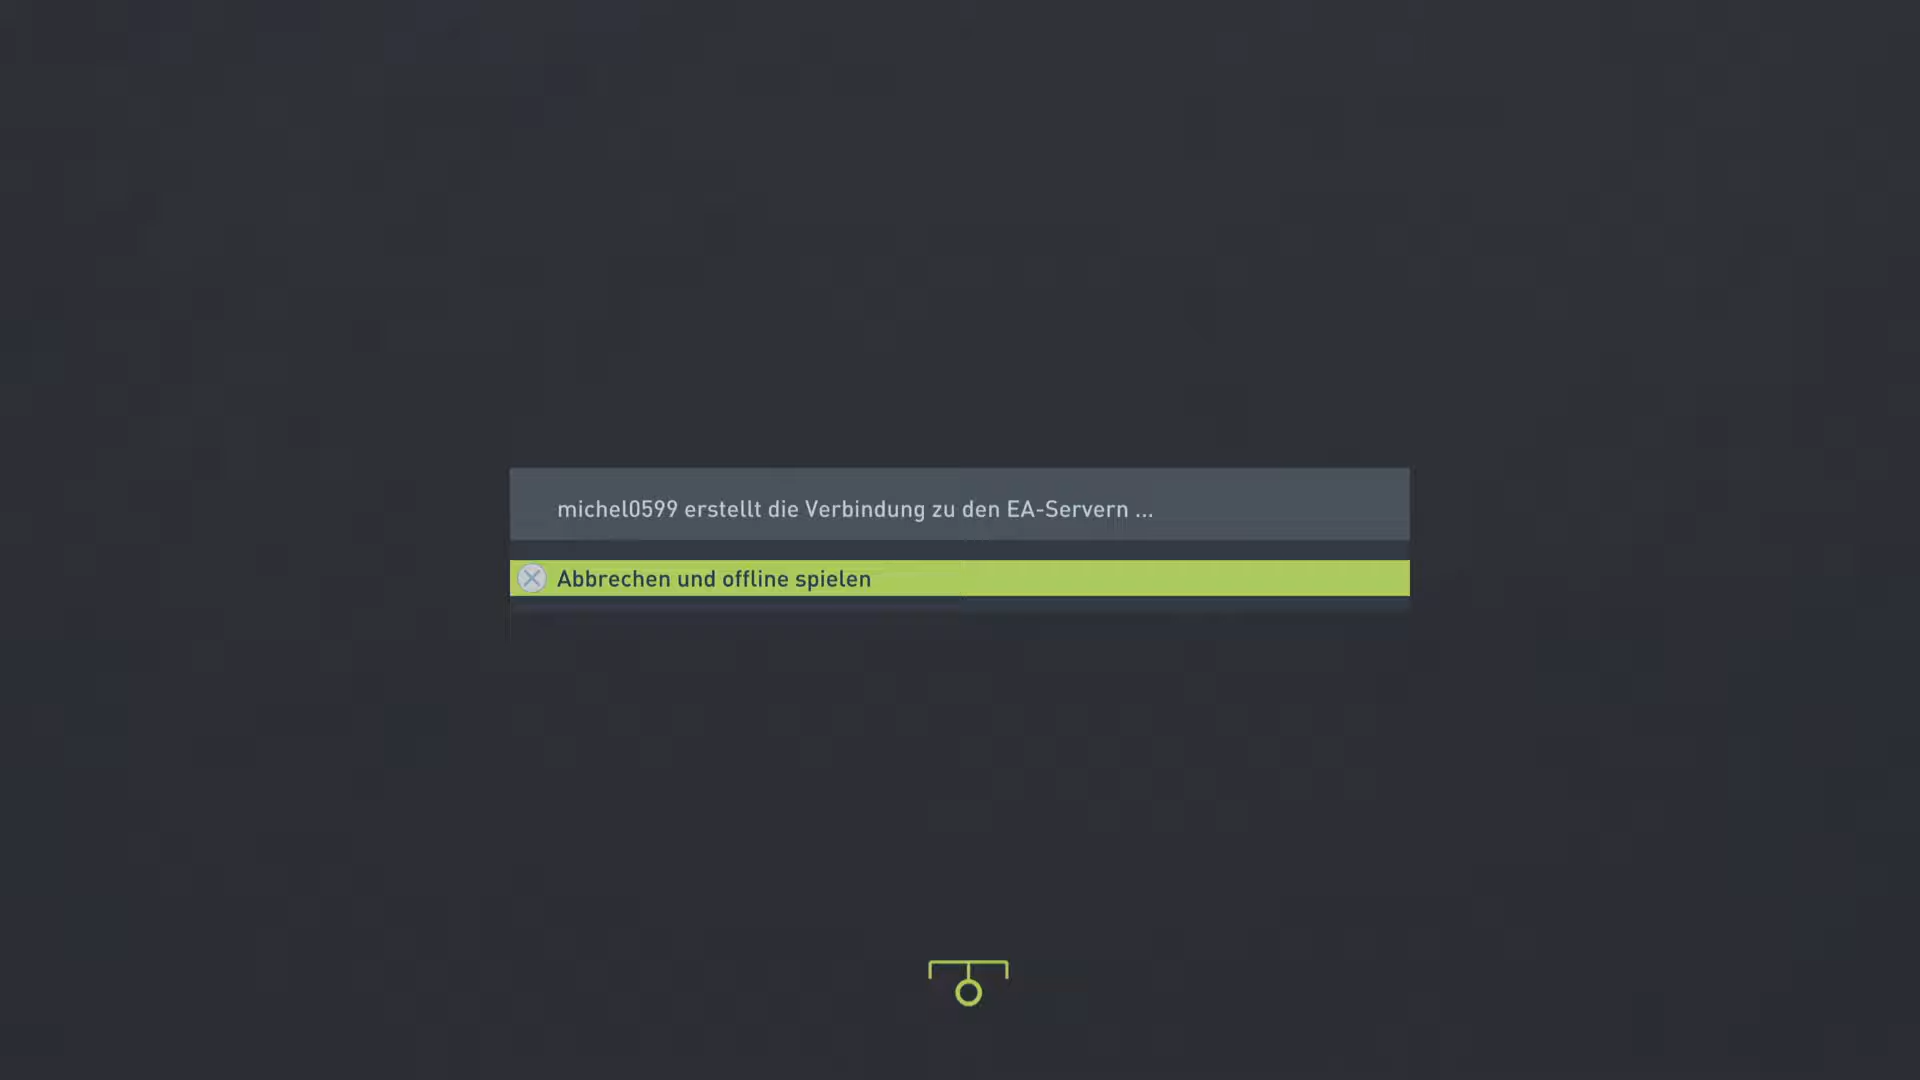 michel0599 erstellt die Verbindung zu den EA-Servern ...
Abbrechen und offline spielen